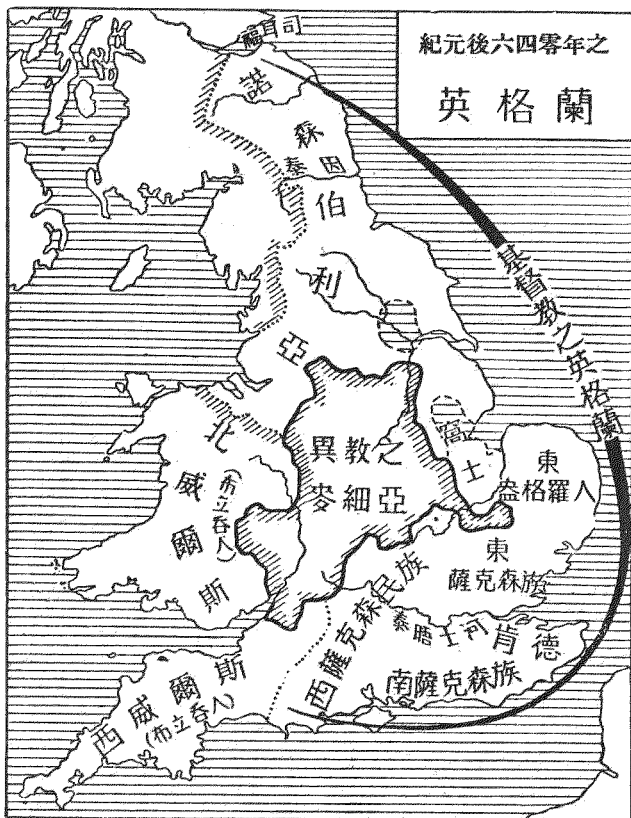 紀元後六四零年之
英格蘭
福耳司
諾森伯利亞
泰因
基督教之英格蘭
異教之
麥細亞
窩士
東
盎格羅人
東
薩克森族
北威爾斯
(布立吞人)
西薩克森民族
泰晤士河
肯德
南薩克森族
西威爾斯
(布立吞人)